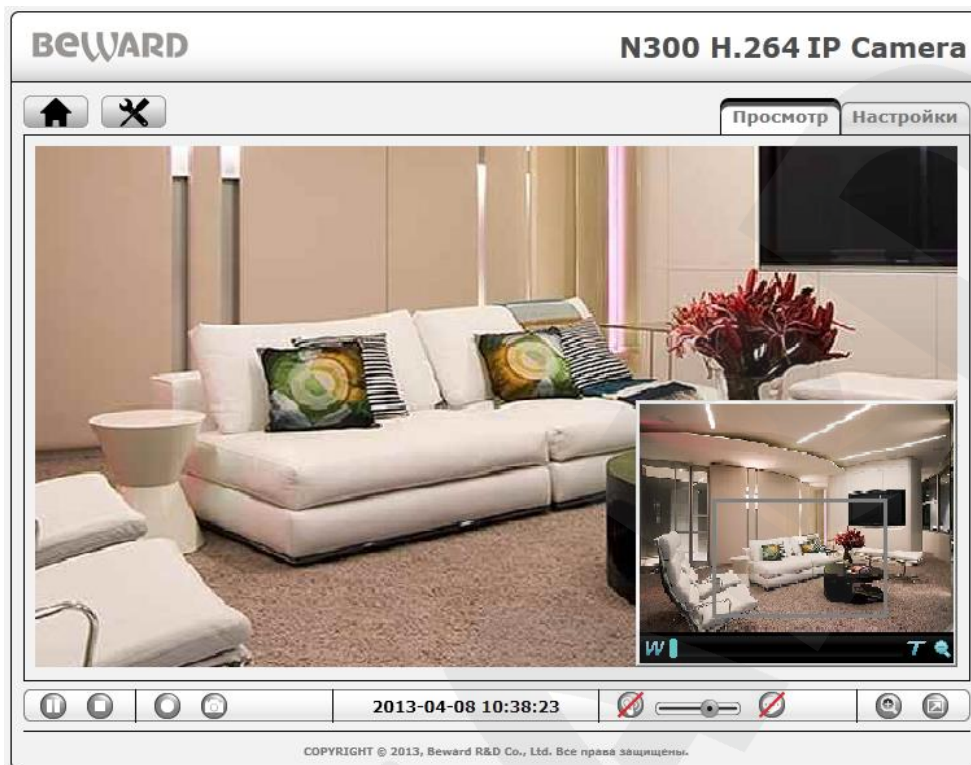 BEWARD
N300 H.264 IP Camera
Просмотр
Настройки
W
T
2013-04-08 10:38:23
COPYRIGHT © 2013, Beward R&D Co., Ltd. Все права защищены.